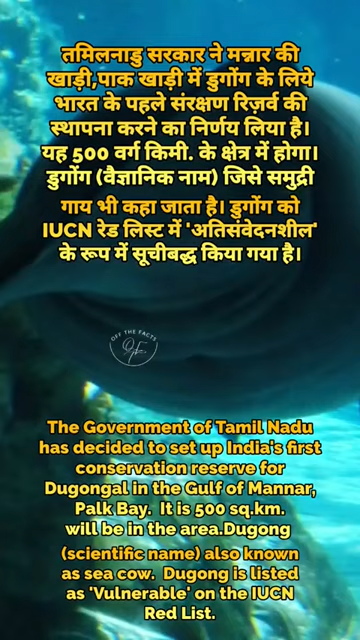 तमिलनाडु सरकार ने मन्नार की
खाड़ी,पाक खाड़ी में डुगोंग के लिये
भारत के पहले संरक्षण रिज़र्व की
स्थापना करने का निर्णय लिया है।
यह 500 वर्ग किमी. के क्षेत्र में होगा।
डुगोंग (वैज्ञानिक नाम) जिसे समुद्री
गाय भी कहा जाता है। डुगोंग को
IUCN रेड लिस्ट में 'अतिसंवेदनशील'
के रूप में सूचीबद्ध किया गया है।
OFF THE FACTS
The Government of Tamil Nadu
has decided to set up India's first
conservation reserve for
Dugongal in the Gulf of Mannar,
Palk Bay. It is 500 sq.km.
will be in the area.Dugong
(scientific name) also known
as sea cow. Dugong is listed
as 'Vulnerable' on the IUCN
Red List.